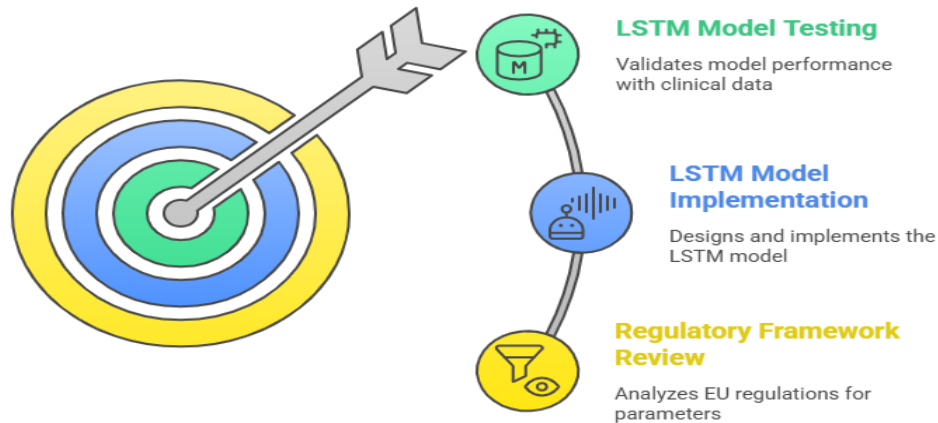 M
LSTM Model Testing
Validates model performance
with clinical data
LSTM Model
Implementation
Designs and implements the
LSTM model
Regulatory Framework
Review
Analyzes EU regulations for
parameters